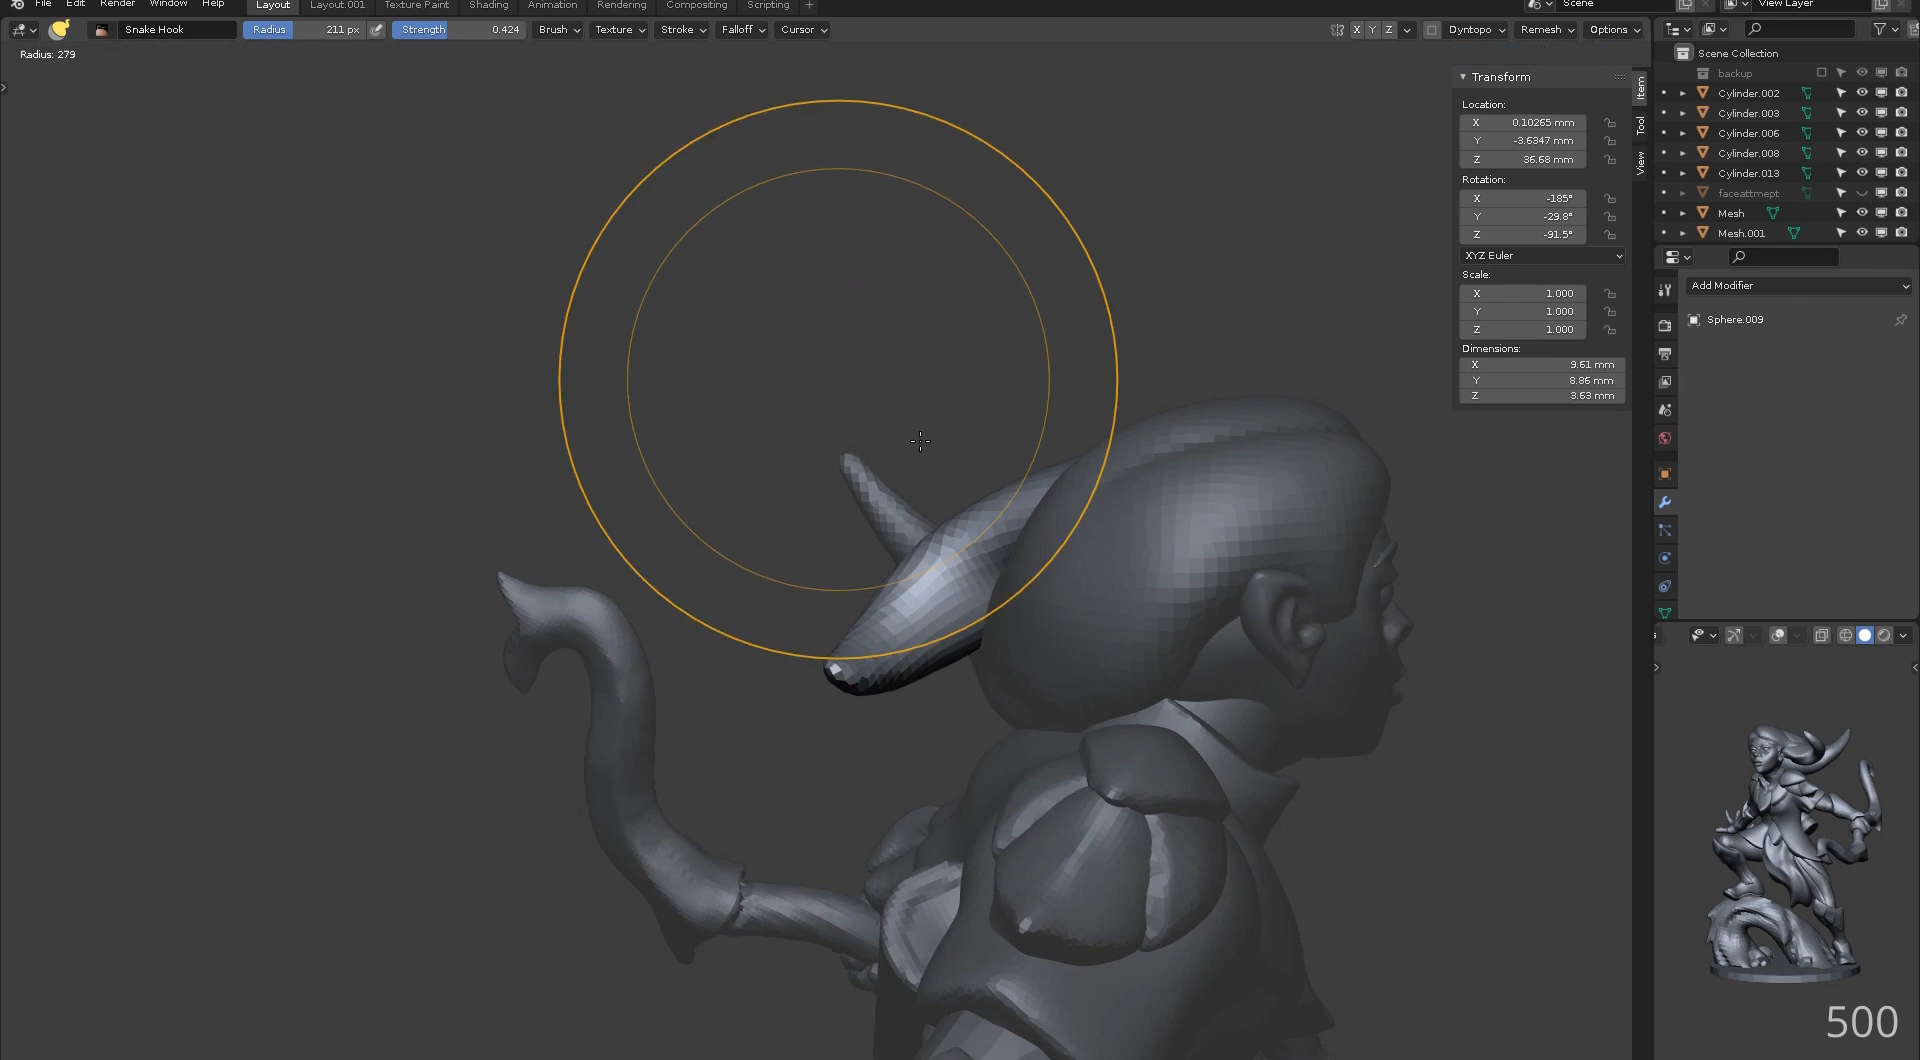 File Edit Render Window Help Layout Layout.001 Texture Paint Shading Animation Rendering Compositing Scripting + Scene View Layer
Snake Hook Radius 211 px Strength 0.424 Brush Texture Stroke Falloff Cursor X Y Z Dyntopo Remesh Options
Radius: 279
Transform
Location:
X 0.10265 mm
Y -3.6347 mm
Z 36.68 mm
Rotation:
X -185°
Y -29.8°
Z -91.5°
XYZ Euler
Scale:
X 1.000
Y 1.000
Z 1.000
Dimensions:
X 9.61 mm
Y 8.86 mm
Z 3.63 mm
Item
Tool
View
Scene Collection
backup
Cylinder.002
Cylinder.003
Cylinder.006
Cylinder.008
Cylinder.013
faceattmept
Mesh
Mesh.001
Add Modifier
Sphere.009
500